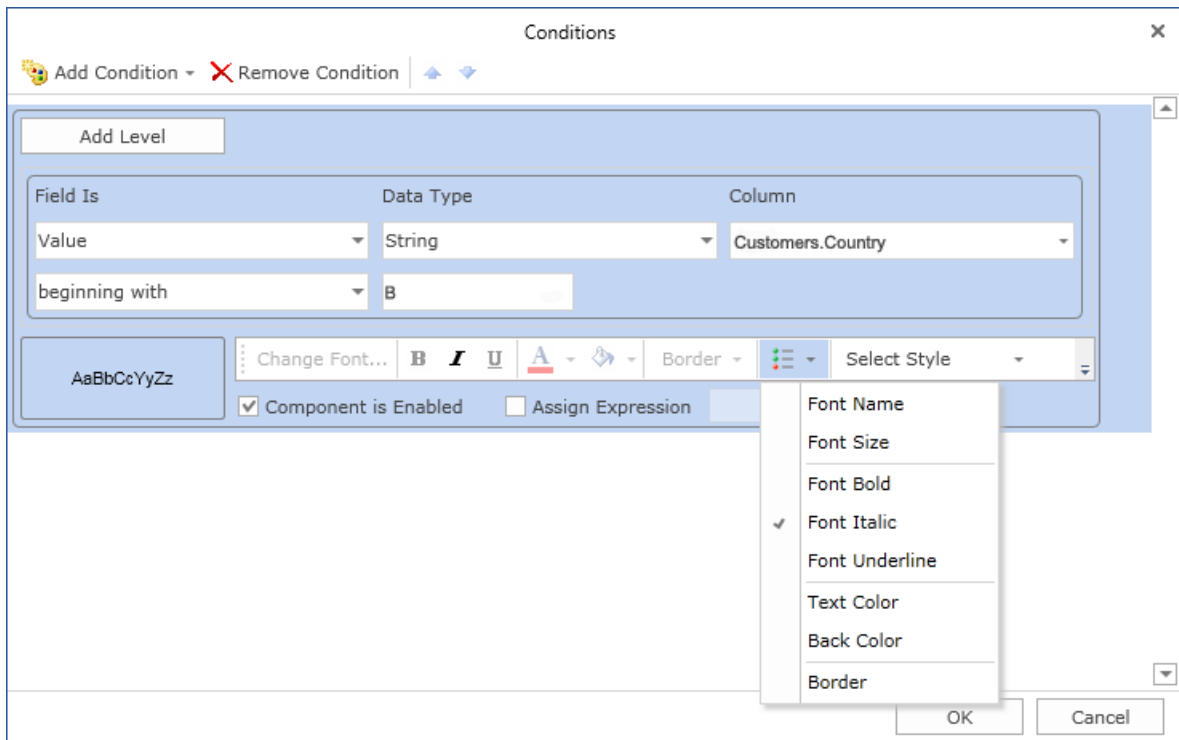 Conditions
Add Condition Remove Condition
Add Level
Field Is Data Type Column
Value String Customers.Country
beginning with B
AaBbCcYyZz
Change Font... B I U A Border Select Style
Component is Enabled Assign Expression
Font Name
Font Size
Font Bold
Font Italic
Font Underline
Text Color
Back Color
Border
OK Cancel